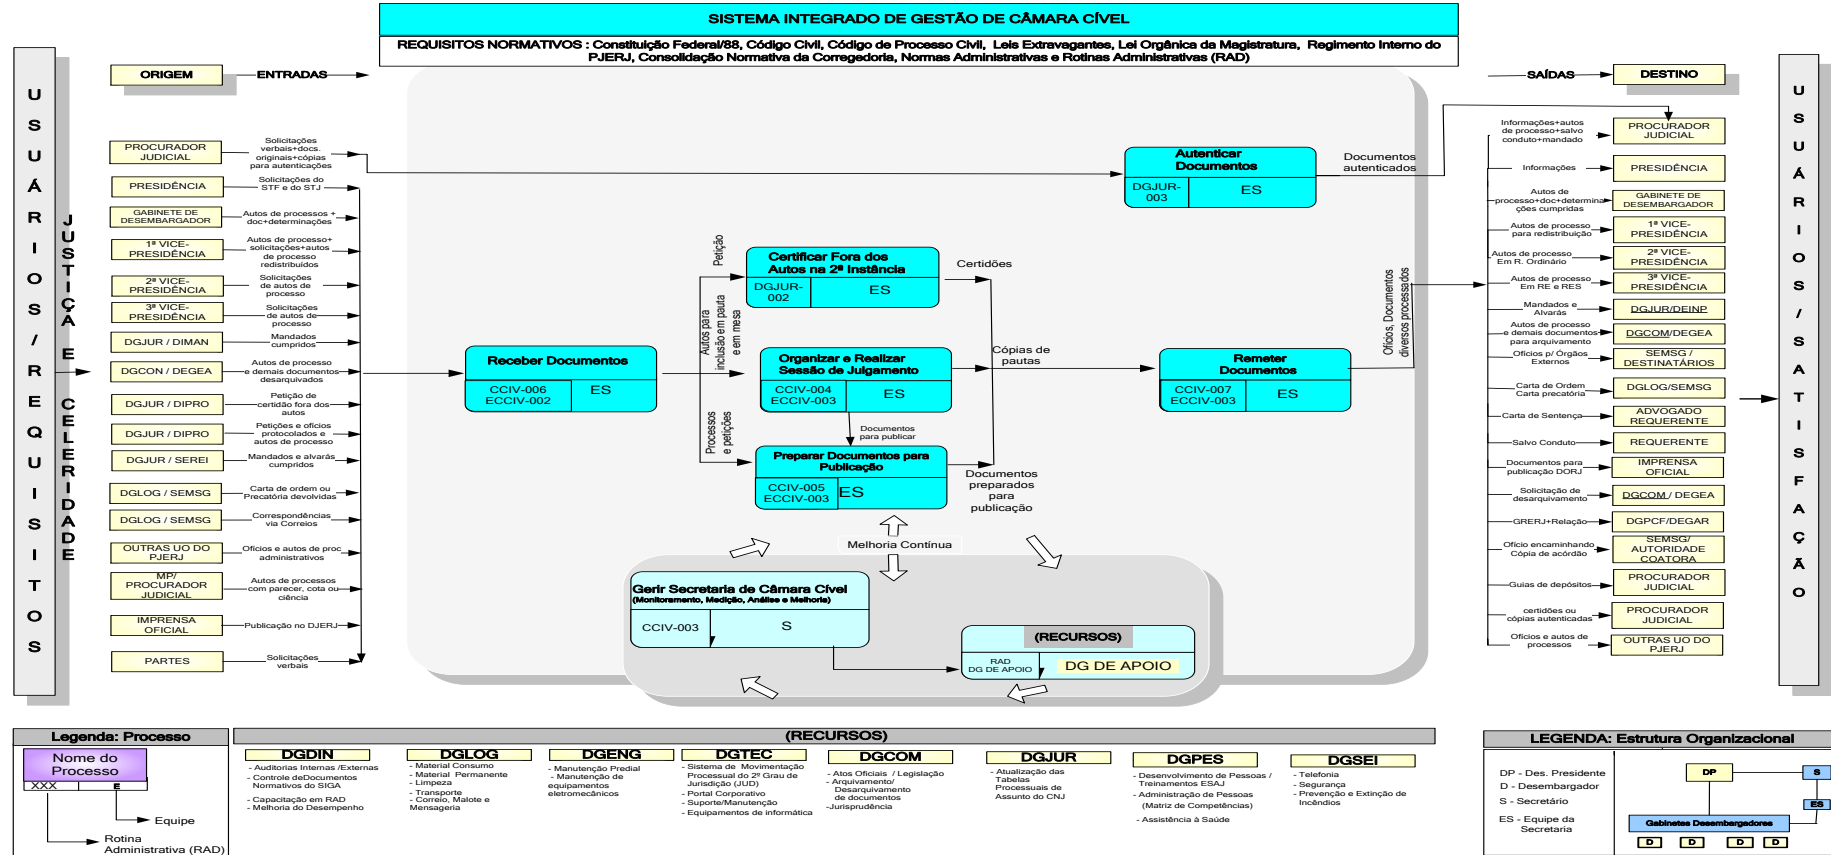 SISTEMA INTEGRADO DE GESTÃO DE CÂMARA CÍVEL
REQUISITOS NORMATIVOS : Constituição Federal/88, Código Civil, Código de Processo Civil, Leis Extravagantes, Lei Orgânica da Magistratura, Regimento Interno do
PJERJ, Consolidação Normativa da Corregedoria, Normas Administrativas e Rotinas Administrativas (RAD)
USUÁRIOS/REQUISITOS
JUSTIÇA E CELERIDADE
ORIGEM
ENTRADAS
PROCURADOR
JUDICIAL
Solicitações
verbais+docs.
originais+cópias
para autenticações
PRESIDÊNCIA
Solicitações do
STF e do STJ
GABINETE DE
DESEMBARGADOR
Autos de processos +
doc+determinações
1ª VICE-
PRESIDÊNCIA
Autos de processo+
solicitações+autos
de processo
redistribuídos
2ª VICE-
PRESIDÊNCIA
Solicitações
de autos de
processo
3ª VICE-
PRESIDÊNCIA
Solicitações
de autos de
processo
DGJUR / DIMAN
Mandados
cumpridos
DGCON / DEGEA
Autos de processo
e demais documentos
desarquivados
DGJUR / DIPRO
Petição de
certidão fora dos
autos
DGJUR / DIPRO
Petições e ofícios
protocolados e
autos de processo
DGJUR / SEREI
Mandados e alvarás
cumpridos
DGLOG / SEMSG
Carta de ordem ou
Precatória devolvidas
DGLOG / SEMSG
Correspondências
via Correios
OUTRAS UO DO
PJERJ
Ofícios e autos de proc
administrativos
MP/
PROCURADOR
JUDICIAL
Autos de processos
com parecer, cota ou
ciência
IMPRENSA
OFICIAL
Publicação no DJERJ
PARTES
Solicitações
verbais
Receber Documentos
CCIV-006
ECCIV-002
ES
Petição
Autos para
inclusão em pauta
e em mesa
Processos
e petições
Certificar Fora dos
Autos na 2ª Instância
DGJUR-
002
ES
Certidões
Organizar e Realizar
Sessão de Julgamento
CCIV-004
ECCIV-003
ES
Cópias de
pautas
Documentos
para publicar
Preparar Documentos para
Publicação
CCIV-005
ECCIV-003
ES
Documentos
preparados
para
publicação
Autenticar
Documentos
DGJUR-
003
ES
Documentos
autenticados
Remeter
Documentos
CCIV-007
ECCIV-003
ES
Ofícios, Documentos
diversos processados
Melhoria Contínua
Gerir Secretaria de Câmara Cível
(Monitoramento, Medição, Análise e Melhoria)
CCIV-003
S
(RECURSOS)
RAD
DG DE APOIO
DG DE APOIO
SAÍDAS
DESTINO
Informações+autos
de processo+salvo
conduto+mandado
PROCURADOR
JUDICIAL
Informações
PRESIDÊNCIA
Autos de
processo+doc+determina
ções cumpridas
GABINETE DE
DESEMBARGADOR
Autos de processo
para redistribuição
1ª VICE-
PRESIDÊNCIA
Autos de processo
Em R. Ordinário
2ª VICE-
PRESIDÊNCIA
Autos de processo
Em RE e RES
3ª VICE-
PRESIDÊNCIA
Mandados e
Alvarás
DGJUR/DEINP
Autos de processo
e demais documentos
para arquivamento
DGCOM/DEGEA
Ofícios p/ Órgãos
Externos
SEMSG /
DESTINATÁRIOS
Carta de Ordem
Carta precatória
DGLOG/SEMSG
Carta de Sentença
ADVOGADO
REQUERENTE
Salvo Conduto
REQUERENTE
Documentos para
publicação DORJ
IMPRENSA
OFICIAL
Solicitação de
desarquivamento
DGCOM / DEGEA
GRERJ+Relação
DGPCF/DEGAR
Ofício encaminhando
Cópia de acórdão
SEMSG/
AUTORIDADE
COATORA
Guias de depósitos
PROCURADOR
JUDICIAL
certidões ou
cópias autenticadas
PROCURADOR
JUDICIAL
Ofícios e autos de
processos
OUTRAS UO DO
PJERJ
USUÁRIOS/SATISFAÇÃO
Legenda: Processo
Nome do
Processo
XXX
E
Equipe
Rotina
Administrativa (RAD)
(RECURSOS)
DGDIN
- Auditorias Internas /Externas
- Controle deDocumentos
Normativos do SIGA
- Capacitação em RAD
- Melhoria do Desempenho
DGLOG
- Material Consumo
- Material Permanente
- Limpeza
- Transporte
- Correio, Malote e
Mensageria
DGENG
- Manutenção Predial
- Manutenção de
equipamentos
eletromecânicos
DGTEC
- Sistema de Movimentação
Processual do 2º Grau de
Jurisdição (JUD)
- Portal Corporativo
- Suporte/Manutenção
- Equipamentos de informática
DGCOM
- Atos Oficiais / Legislação
- Arquivamento/
Desarquivamento
de documentos
-Jurisprudência
DGJUR
- Atualização das
Tabelas
Processuais de
Assunto do CNJ
DGPES
- Desenvolvimento de Pessoas /
Treinamentos ESAJ
- Administração de Pessoas
(Matriz de Competências)
- Assistência à Saúde
DGSEI
- Telefonia
- Segurança
- Prevenção e Extinção de
Incêndios
LEGENDA: Estrutura Organizacional
DP - Des. Presidente
D - Desembargador
S - Secretário
ES - Equipe da
Secretaria
DP
S
ES
Gabinetes Desembargadores
D
D
D
D